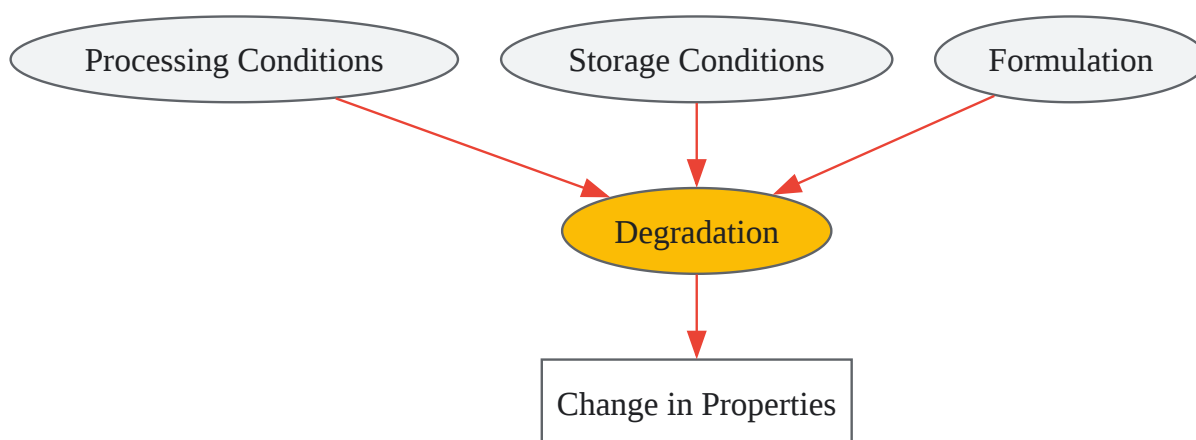 Processing Conditions
Storage Conditions
Formulation
Degradation
Change in Properties